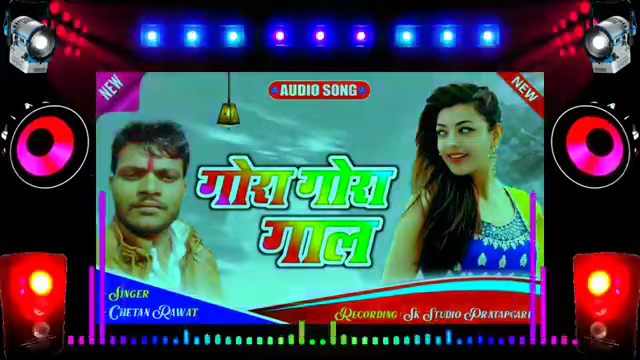 NEW
AUDIO SONG
NEW
गोरा गोरा
गाल
SINGER
CHETAN RAWAT
RECORDING : SK STUDIO PRATAPGARH